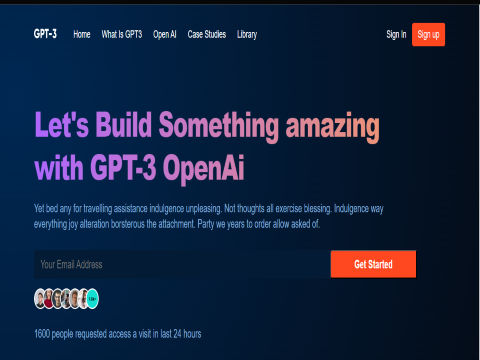 GPT-3 Home What Is GPT3 Open AI Case Studies Library Sign In Sign up
Let's Build Something amazing
with GPT-3 OpenAi
Yet bed any for travelling assistance indulgence unpleasing. Not thoughts all exercise blessing. Indulgence way
everything joy alteration borsterous the attachment. Party we years to order allow asked of.
Your Email Address Get Started
1600 people requested access a visit in last 24 hours